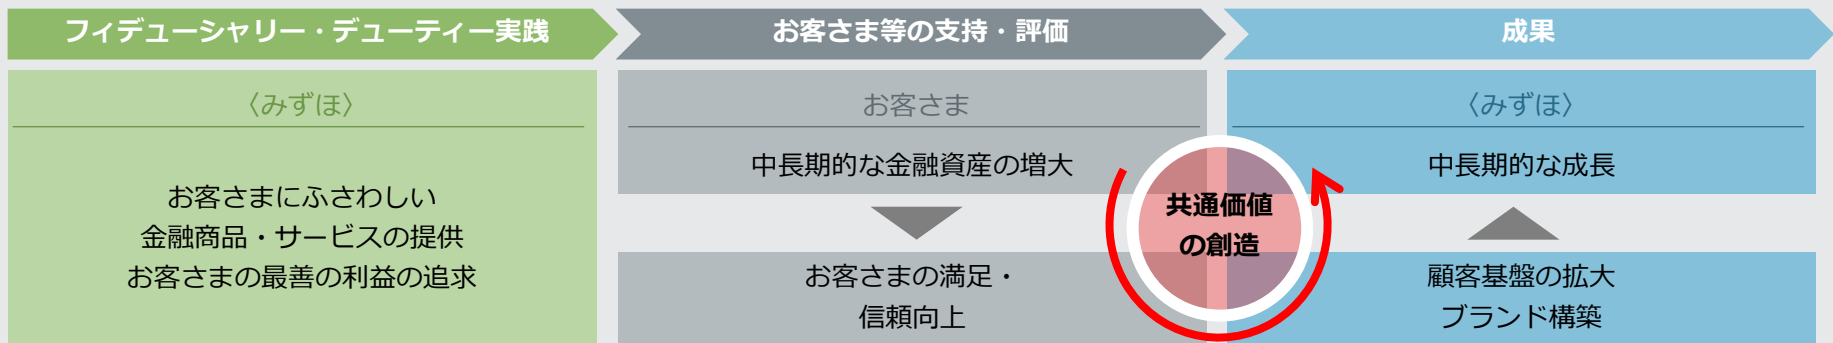 フィデューシャリー・デューティー実践
お客さま等の支持・評価
成果
〈みずほ〉
お客さまにふさわしい
金融商品・サービスの提供
お客さまの最善の利益の追求
お客さま
中長期的な金融資産の増大
お客さまの満足・
信頼向上
共通価値
の創造
〈みずほ〉
中長期的な成長
顧客基盤の拡大
ブランド構築